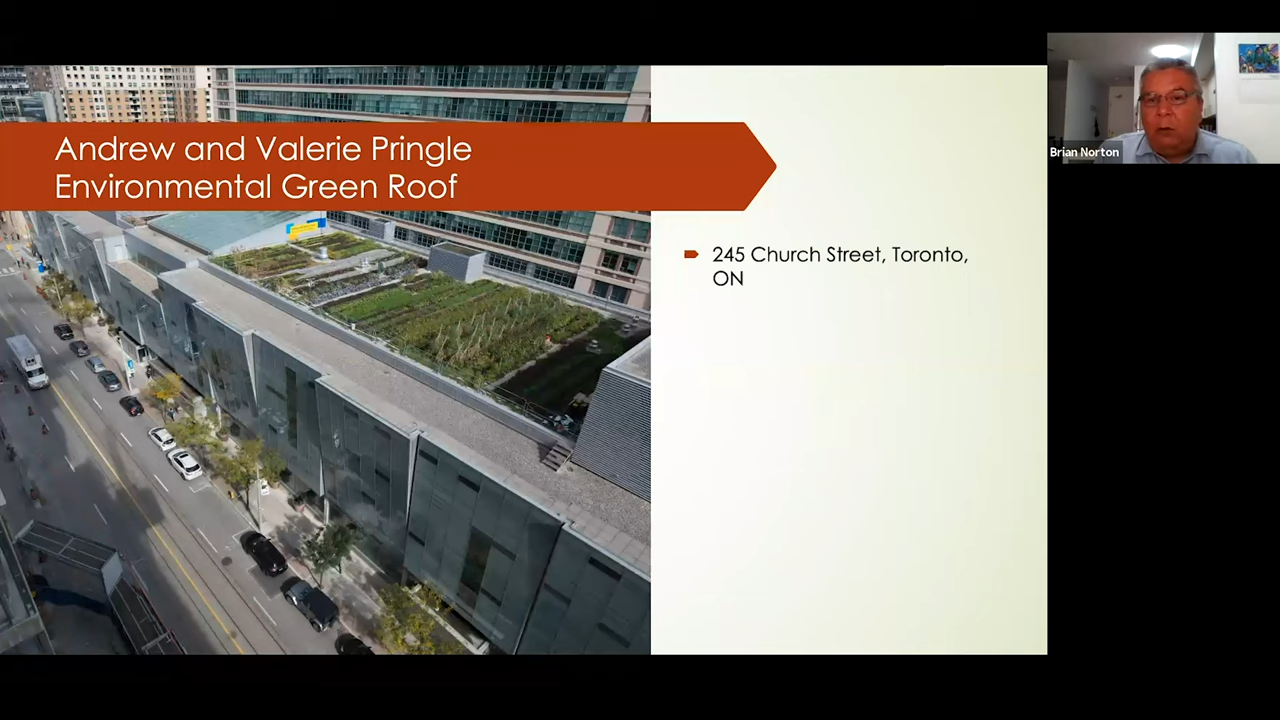 Andrew and Valerie Pringle
Environmental Green Roof
245 Church Street, Toronto,
ON
Brian Norton